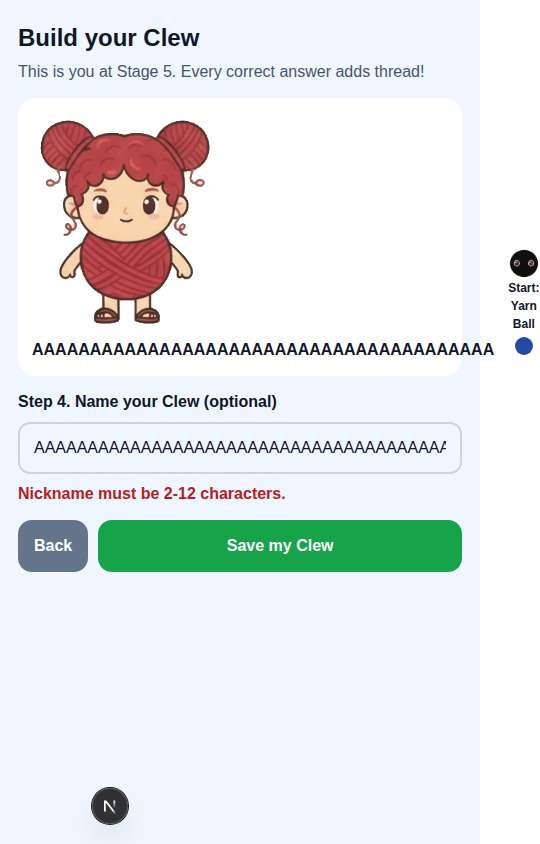 Build your Clew
This is you at Stage 5. Every correct answer adds thread!
AAAAAAAAAAAAAAAAAAAAAAAAAAAAAAAAAAAAAAAA
Step 4. Name your Clew (optional)
AAAAAAAAAAAAAAAAAAAAAAAAAAAAAAAAAAAAAAA
Nickname must be 2-12 characters.
Back
Save my Clew
Start:
Yarn
Ball
N